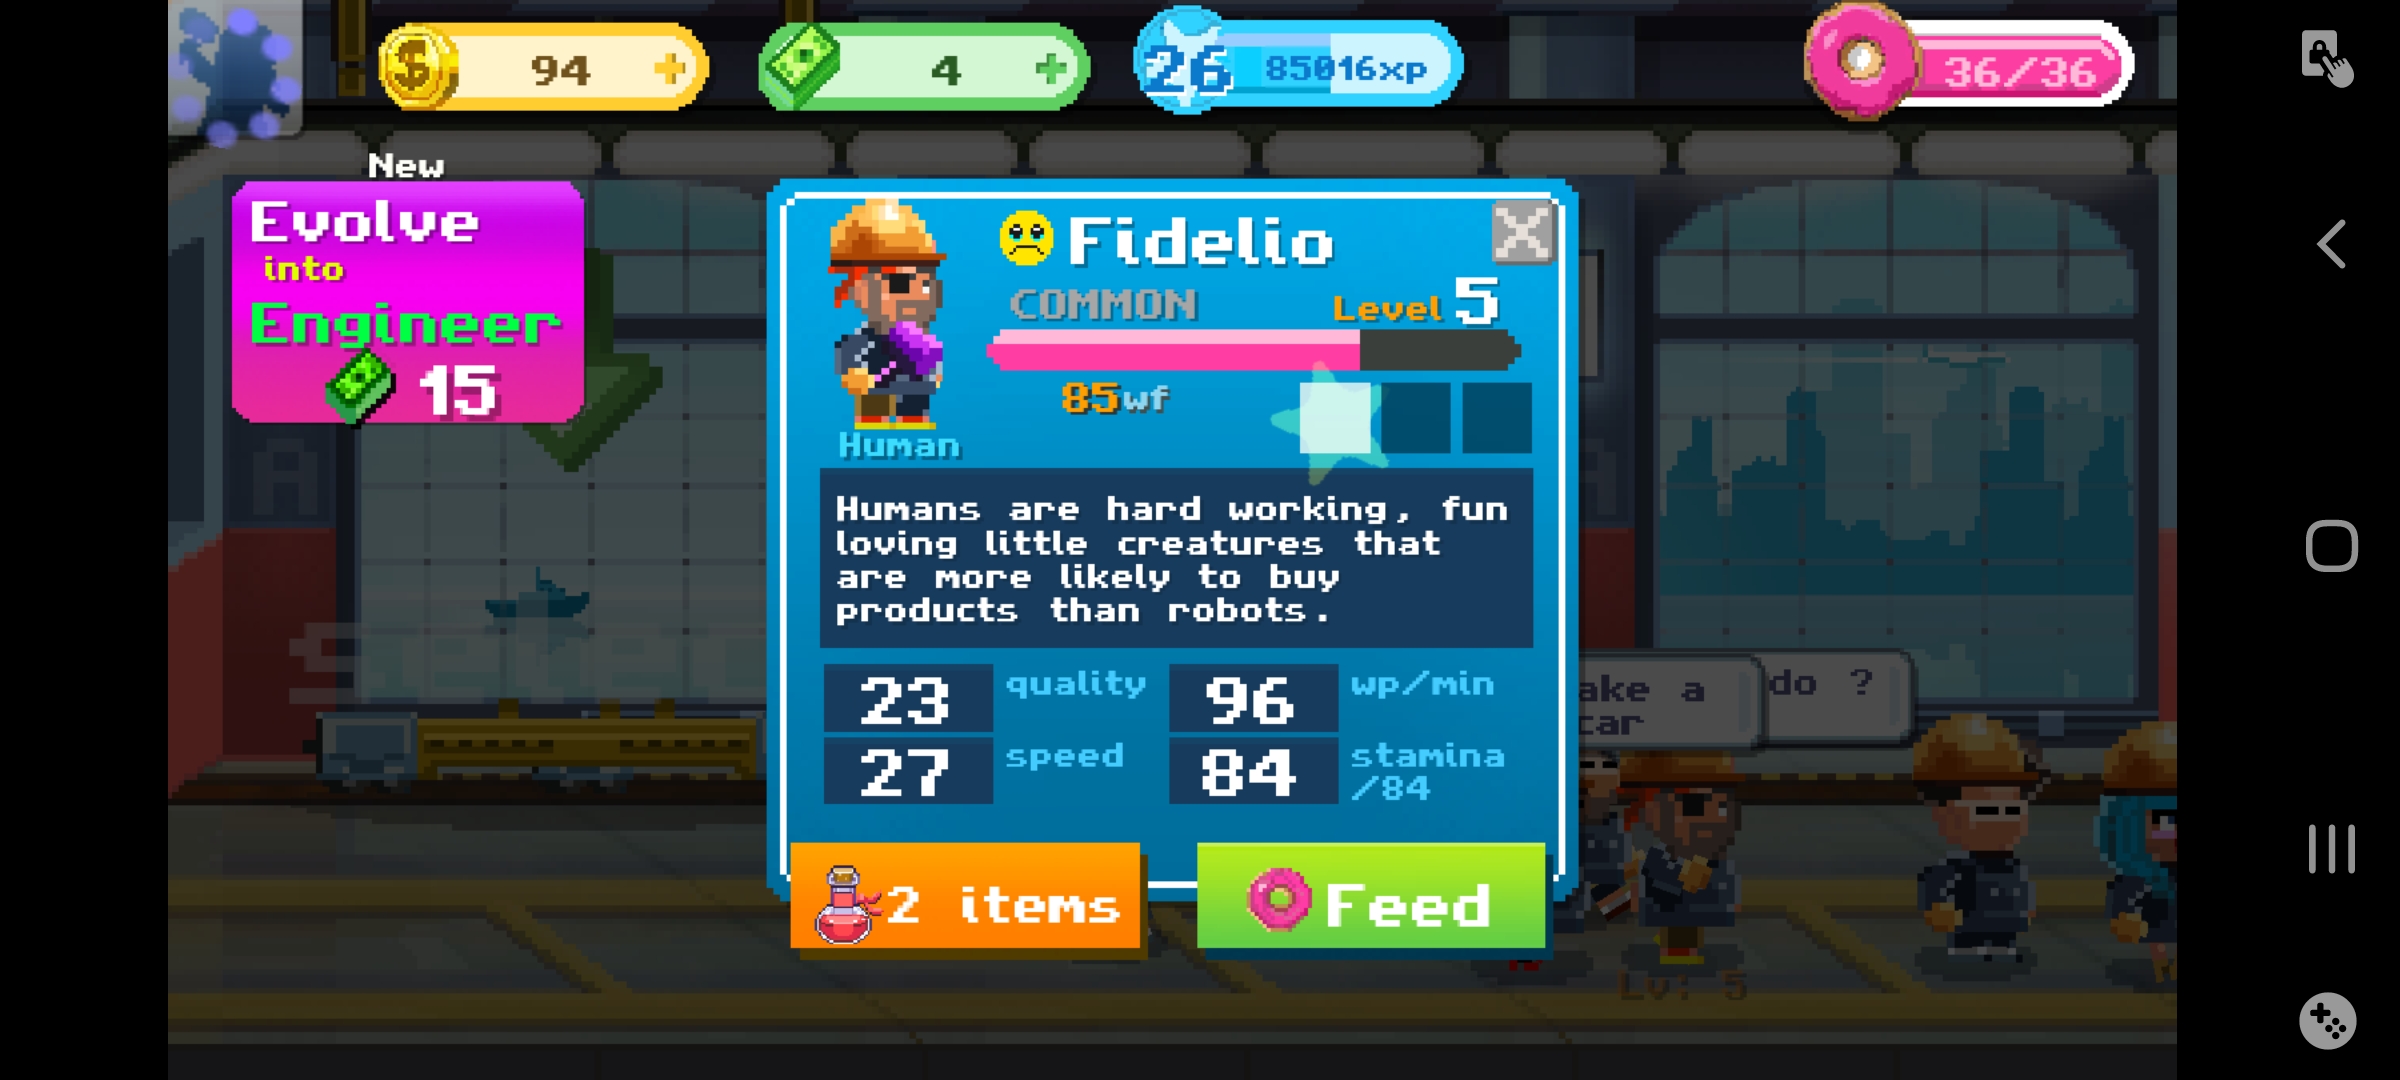 94
4
26 85016xp
36/36
New
Evolve
into
Engineer
15
Fidelio
COMMON Level 5
85wf
Human
Humans are hard working, fun
loving little creatures that
are more likely to buy
products than robots.
23 quality 96 wp/min
27 speed 84 stamina
/84
2 items
Feed
ake a
car
do ?
Lv: 5